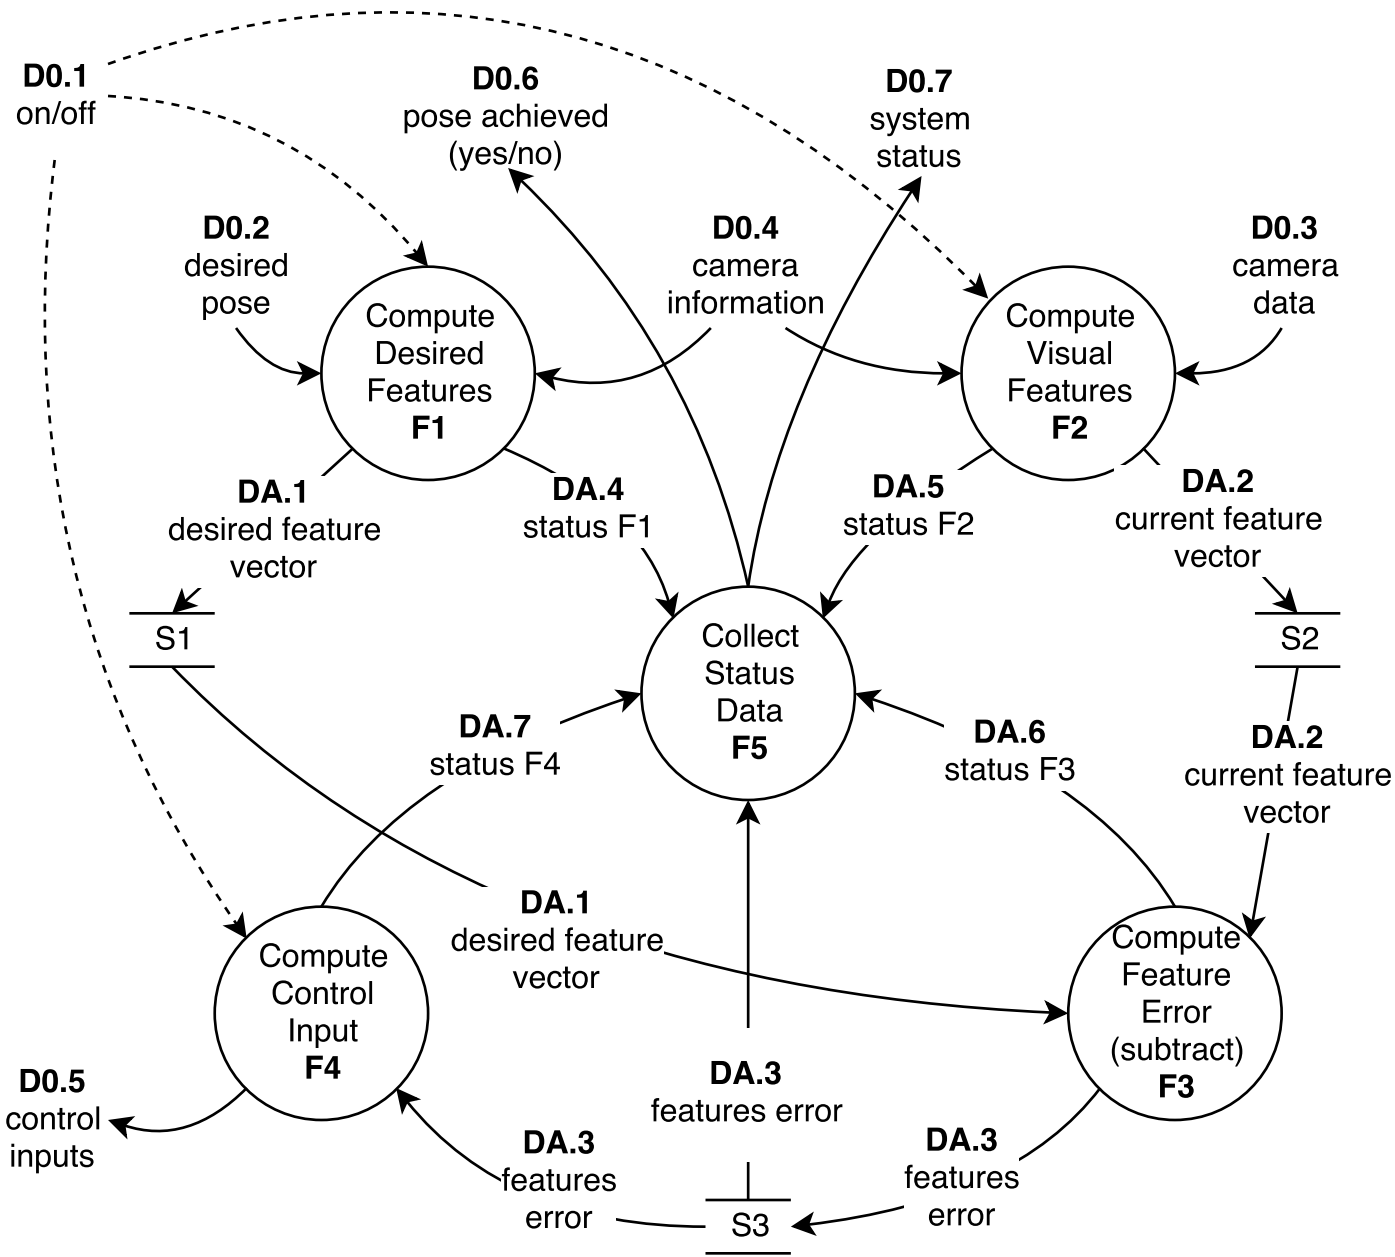 D0.1
on/off
D0.6
pose achieved
(yes/no)
D0.7
system
status
D0.2
desired
pose
D0.4
camera
information
D0.3
camera
data
Compute
Desired
Features
F1
Compute
Visual
Features
F2
DA.1
desired feature
vector
DA.4
status F1
DA.5
status F2
DA.2
current feature
vector
S1
Collect
Status
Data
F5
S2
DA.7
status F4
DA.6
status F3
DA.2
current feature
vector
DA.1
desired feature
vector
Compute
Control
Input
F4
Compute
Feature
Error
(subtract)
F3
D0.5
control
inputs
DA.3
features error
DA.3
features
error
DA.3
features
error
S3